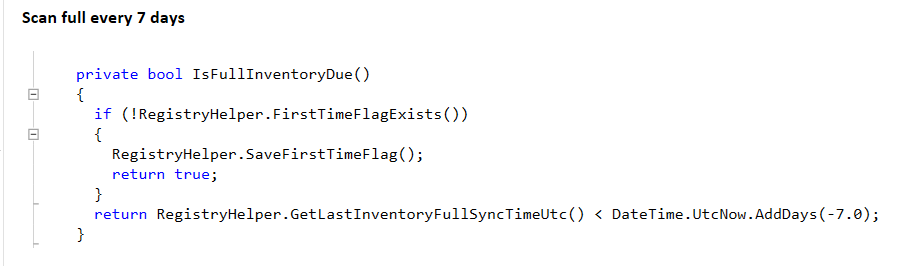 Scan full every 7 days
private bool IsFullInventoryDue()
{
if (!RegistryHelper.FirstTimeFlagExists())
{
RegistryHelper.SaveFirstTimeFlag();
return true;
}
return RegistryHelper.GetLastInventoryFullSyncTimeUtc() < DateTime.UtcNow.AddDays(-7.0);
}